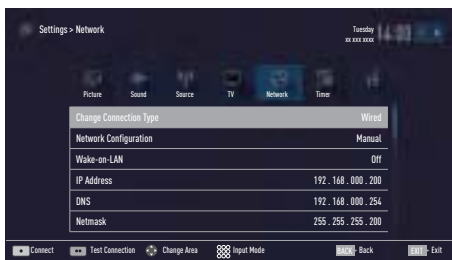 Settings > Network
Tuesday
xx xxx xxxx
Picture Sound Source TV Network Timer
Change Connection Type Wired
Network Configuration Manual
Wake-on-LAN Off
IP Address 192 . 168 . 000 . 200
DNS 192 . 168 . 000 . 254
Netmask 255 . 255 . 255 . 200
Connect Test Connection Change Area Input Mode BACK - Back EXIT - Exit